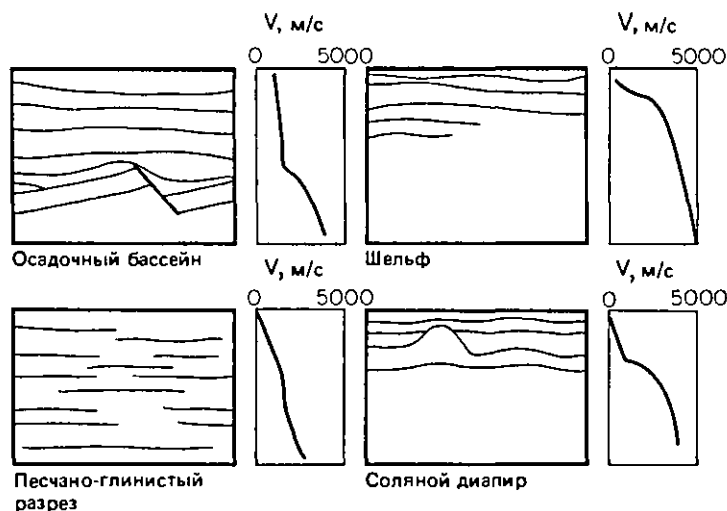 V, м/с
0 5000
V, м/с
0 5000
Осадочный бассейн
Шельф
V, м/с
0 5000
V, м/с
0 5000
Песчано-глинистый
разрез
Соляной диапир